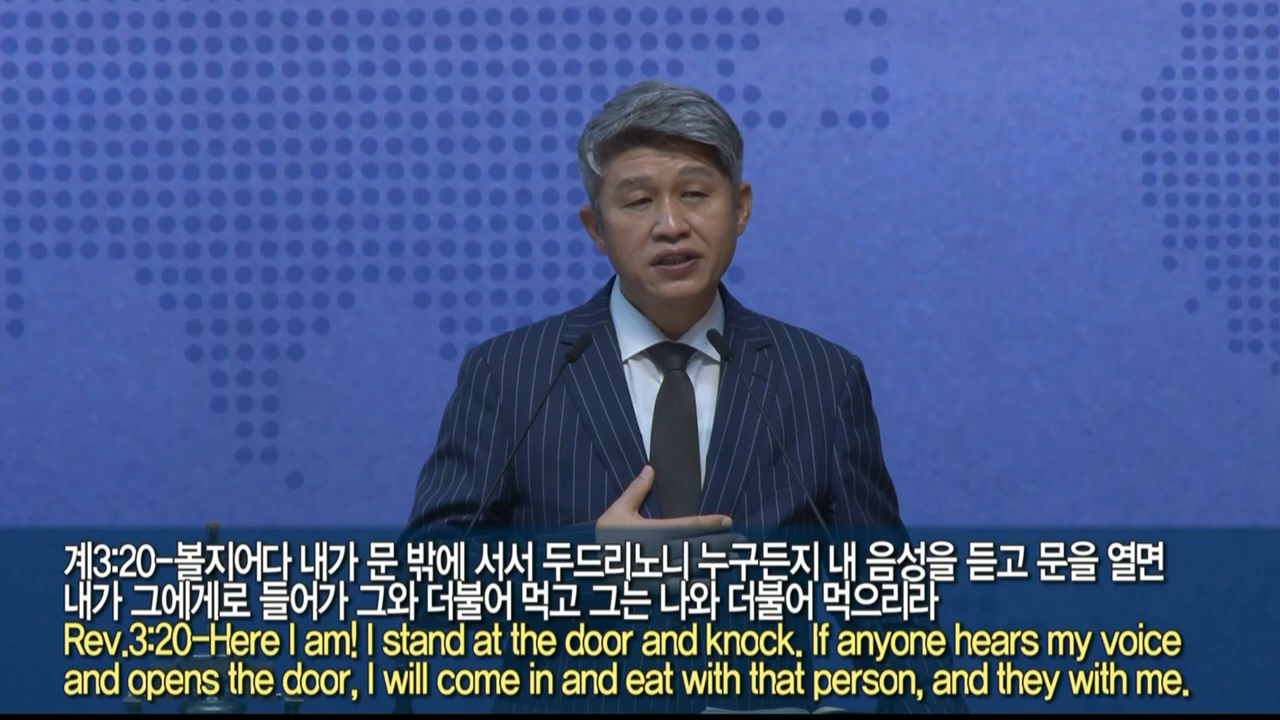 계3:20-볼지어다 내가 문 밖에 서서 두드리노니 누구든지 내 음성을 듣고 문을 열면
내가 그에게로 들어가 그와 더불어 먹고 그는 나와 더불어 먹으리라
Rev.3:20-Here I am! I stand at the door and knock. If anyone hears my voice
and opens the door, I will come in and eat with that person, and they with me.